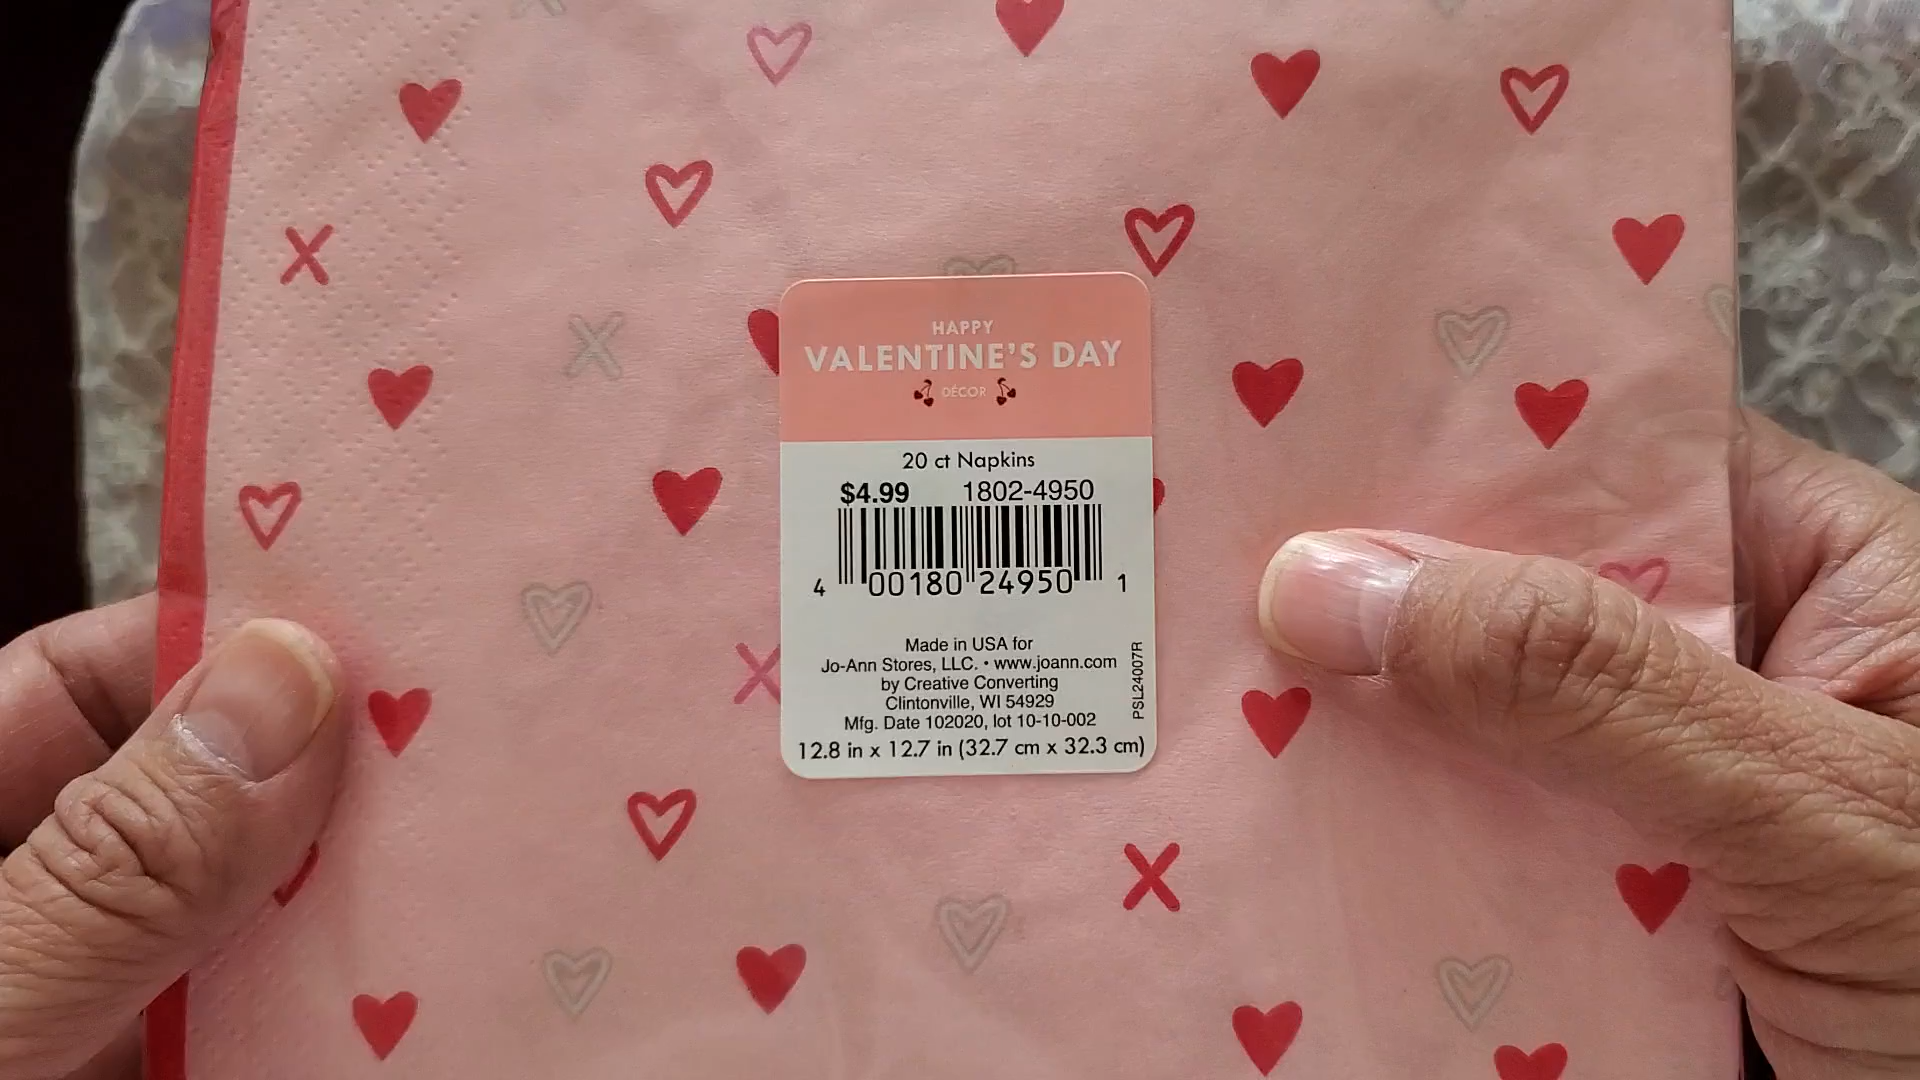 HAPPY
VALENTINE'S DAY
DÉCOR
20 ct Napkins
$4.99 1802-4950
4 00180 24950 1
Made in USA for
Jo-Ann Stores, LLC. • www.joann.com
by Creative Converting
Clintonville, WI 54929
Mfg. Date 102020, lot 10-10-002
PSL24007R
12.8 in x 12.7 in (32.7 cm x 32.3 cm)